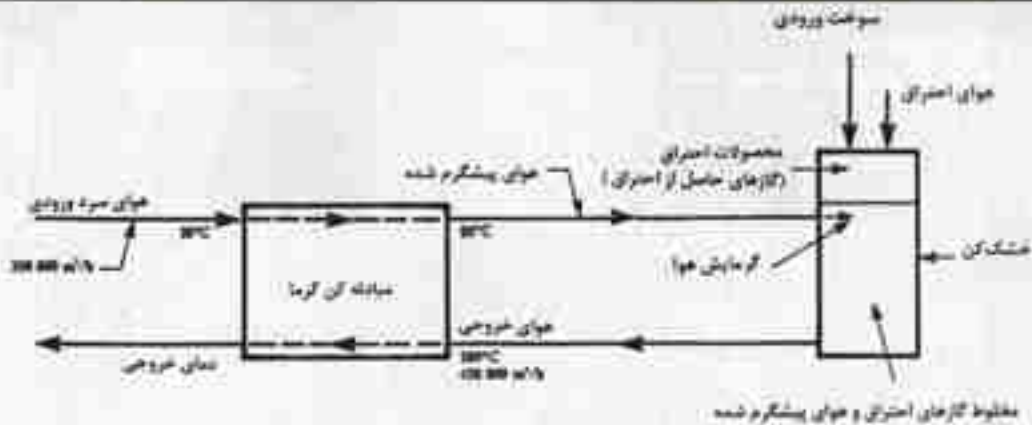 سوخت ورودی
هوای احتراق
محصولات احتراق
(گازهای حاصل از احتراق)
هوای پیشگرم شده
هوای سرد ورودی
گرمایش هوا
خشک‌کن
مبادله کن گرما
هوای خروجی
دمای خروجی
مخلوط گازهای احتراق و هوای پیشگرم شده